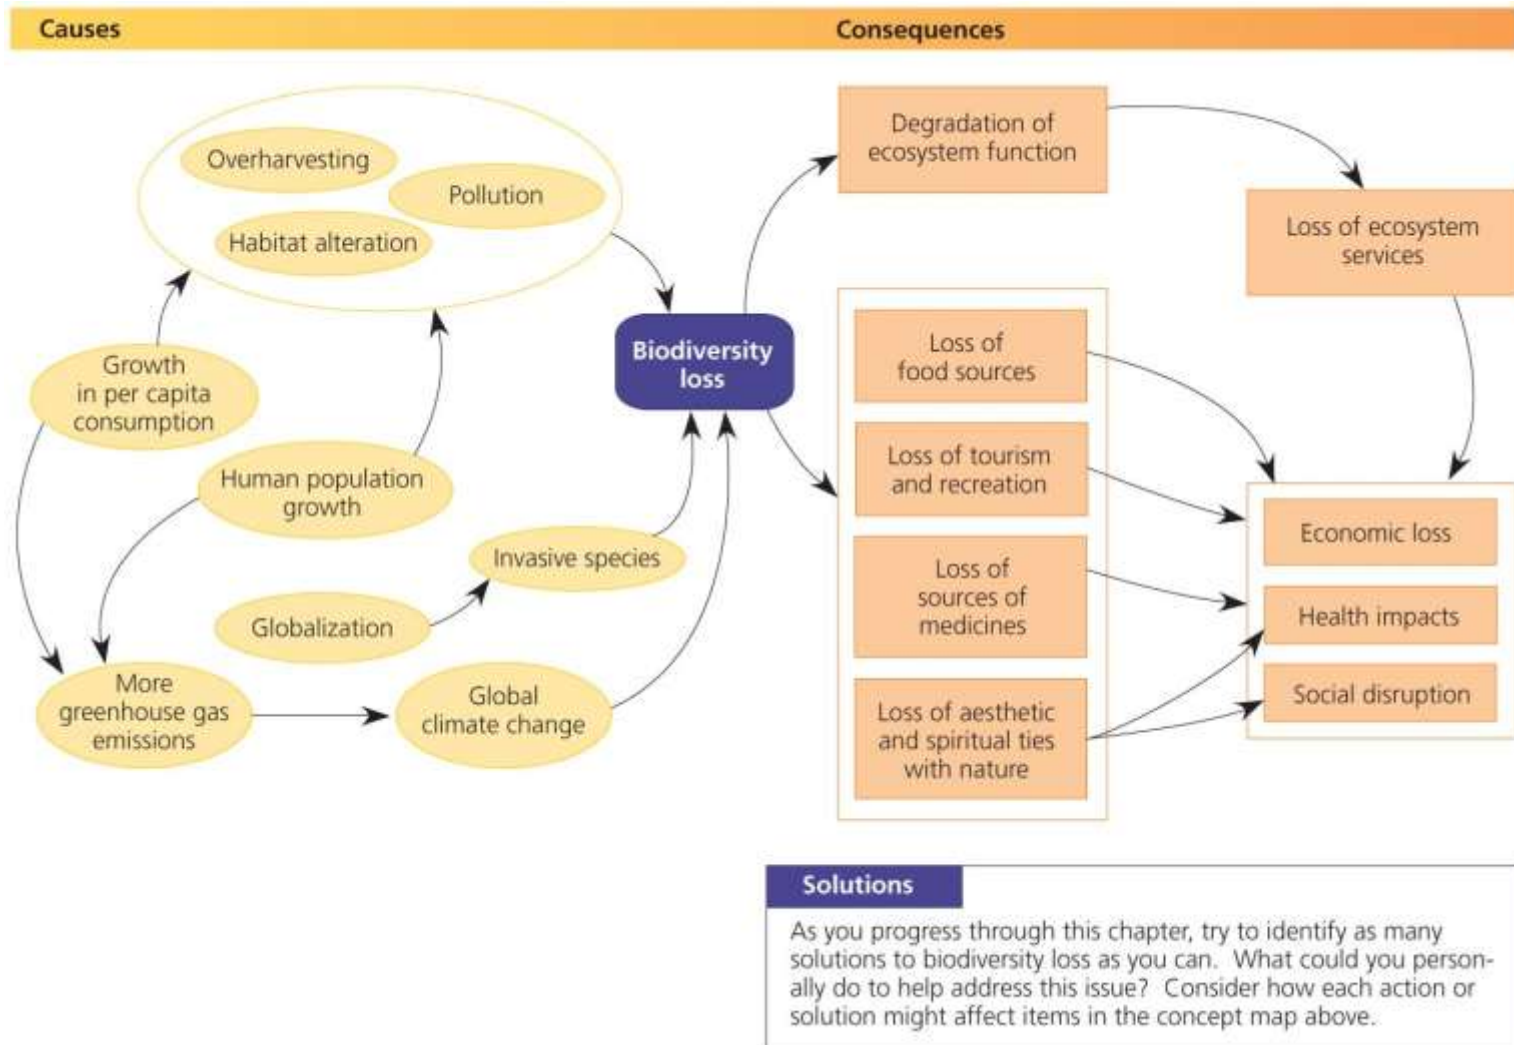 Causes
Consequences
Overharvesting
Pollution
Habitat alteration
Growth
in per capita
consumption
Human population
growth
Invasive species
Globalization
More
greenhouse gas
emissions
Global
climate change
Biodiversity
loss
Degradation of
ecosystem function
Loss of ecosystem
services
Loss of
food sources
Loss of tourism
and recreation
Loss of
sources of
medicines
Loss of aesthetic
and spiritual ties
with nature
Economic loss
Health impacts
Social disruption
Solutions
As you progress through this chapter, try to identify as many
solutions to biodiversity loss as you can. What could you person-
ally do to help address this issue? Consider how each action or
solution might affect items in the concept map above.